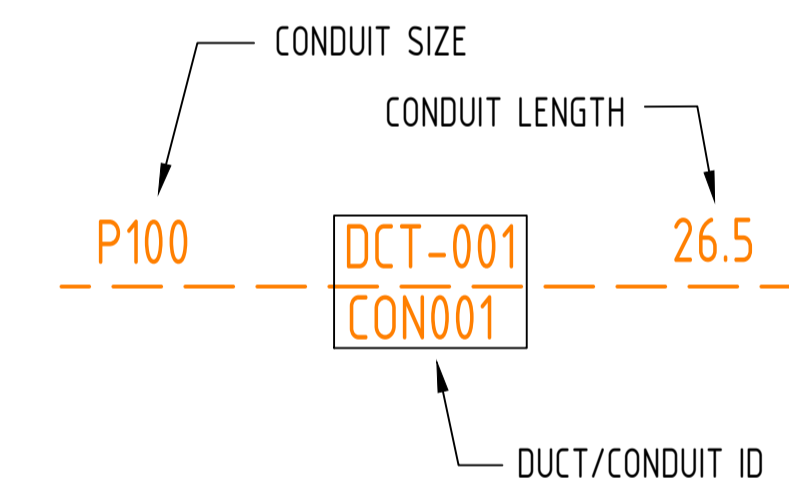 CONDUIT SIZE
CONDUIT LENGTH
P100
DCT-001
26.5
CON001
DUCT/CONDUIT ID